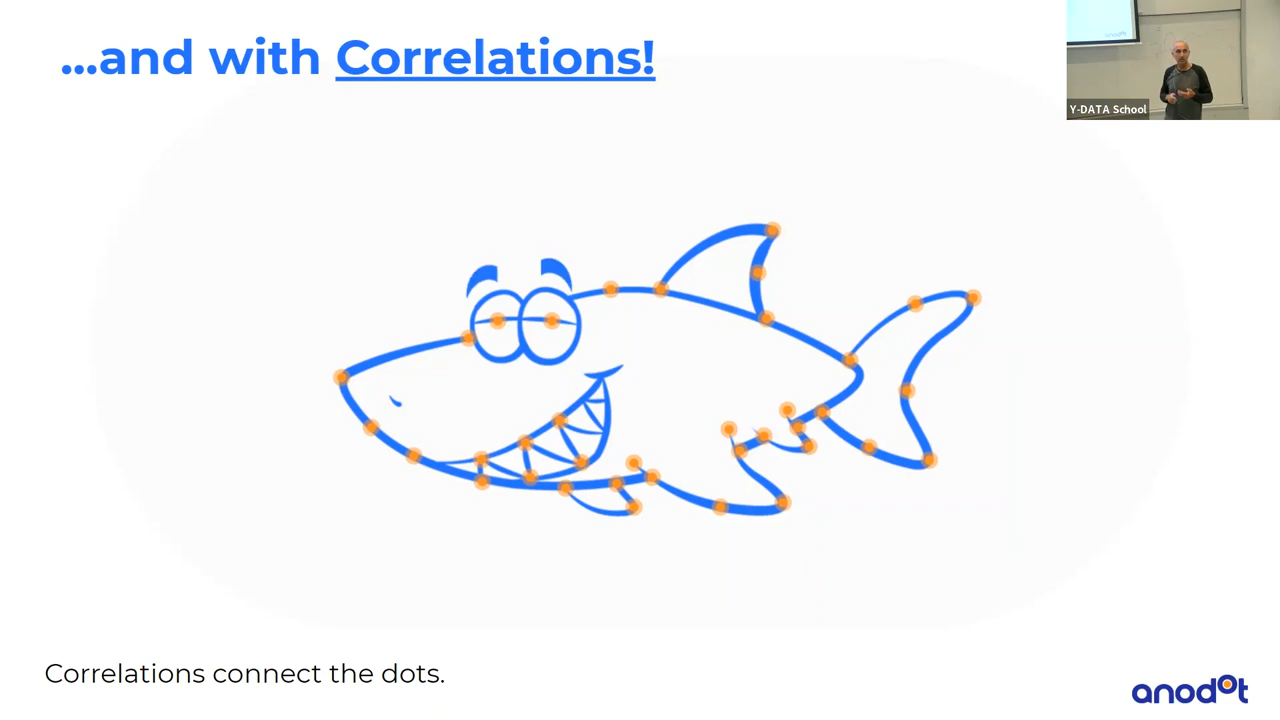 ...and with Correlations!
Y-DATA School
Correlations connect the dots.
anodot